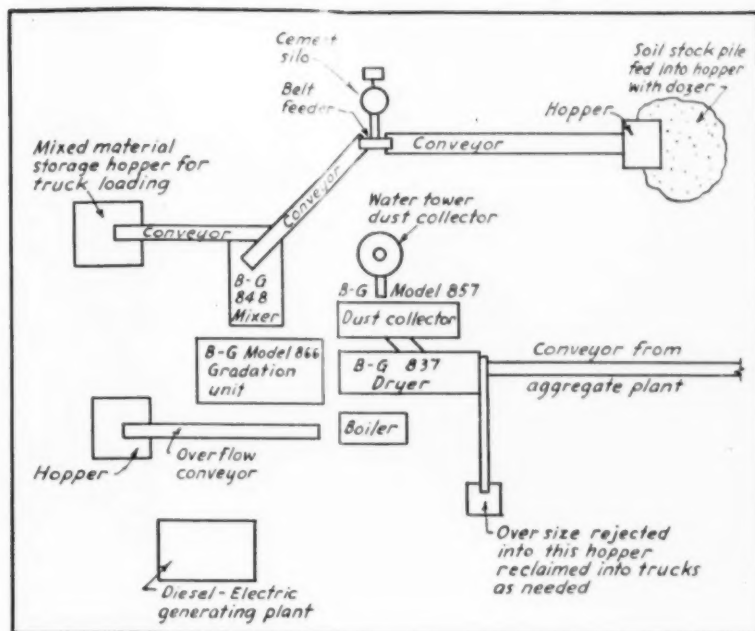 Cement
silo
Belt
feeder
Soil stock pile
fed into hopper
with dozer
Hopper
Conveyor
Mixed material
storage hopper for
truck loading
Conveyor
Conveyor
Water tower
dust collector
B-G
848
Mixer
B-G Model 857
Dust collector
B-G Model 866
Gradation
unit
B-G 837
Dryer
Conveyor from
aggregate plant
Boiler
Overflow
conveyor
Hopper
Over size rejected
into this hopper
reclaimed into trucks
as needed
Diesel-Electric
generating plant